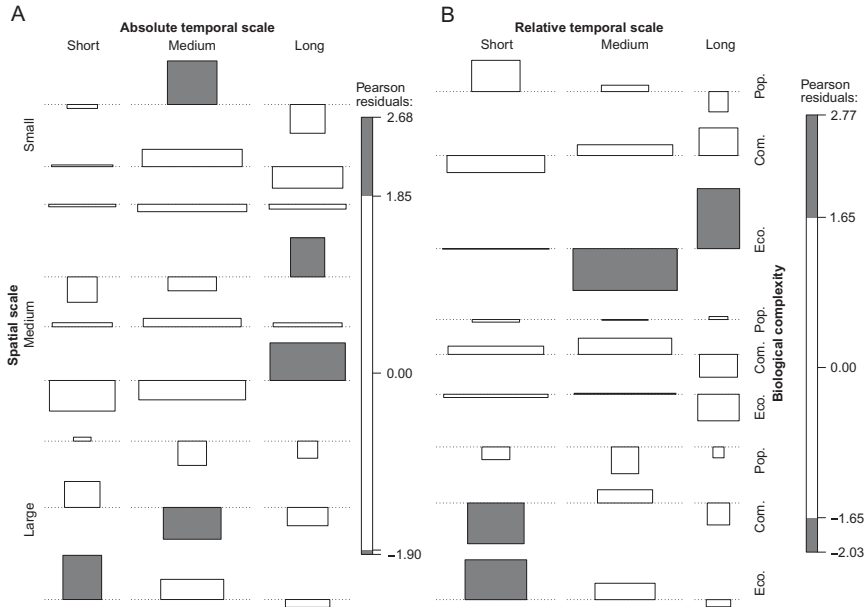 A
B
Absolute temporal scale
Relative temporal scale
Short
Medium
Long
Short
Medium
Long
Pearson
residuals:
2.68
1.85
0.00
−1.90
Pearson
residuals:
2.77
1.65
0.00
−1.65
−2.03
Spatial scale
Small
Medium
Large
Biological complexity
Pop.
Com.
Eco.
Pop.
Com.
Eco.
Pop.
Com.
Eco.